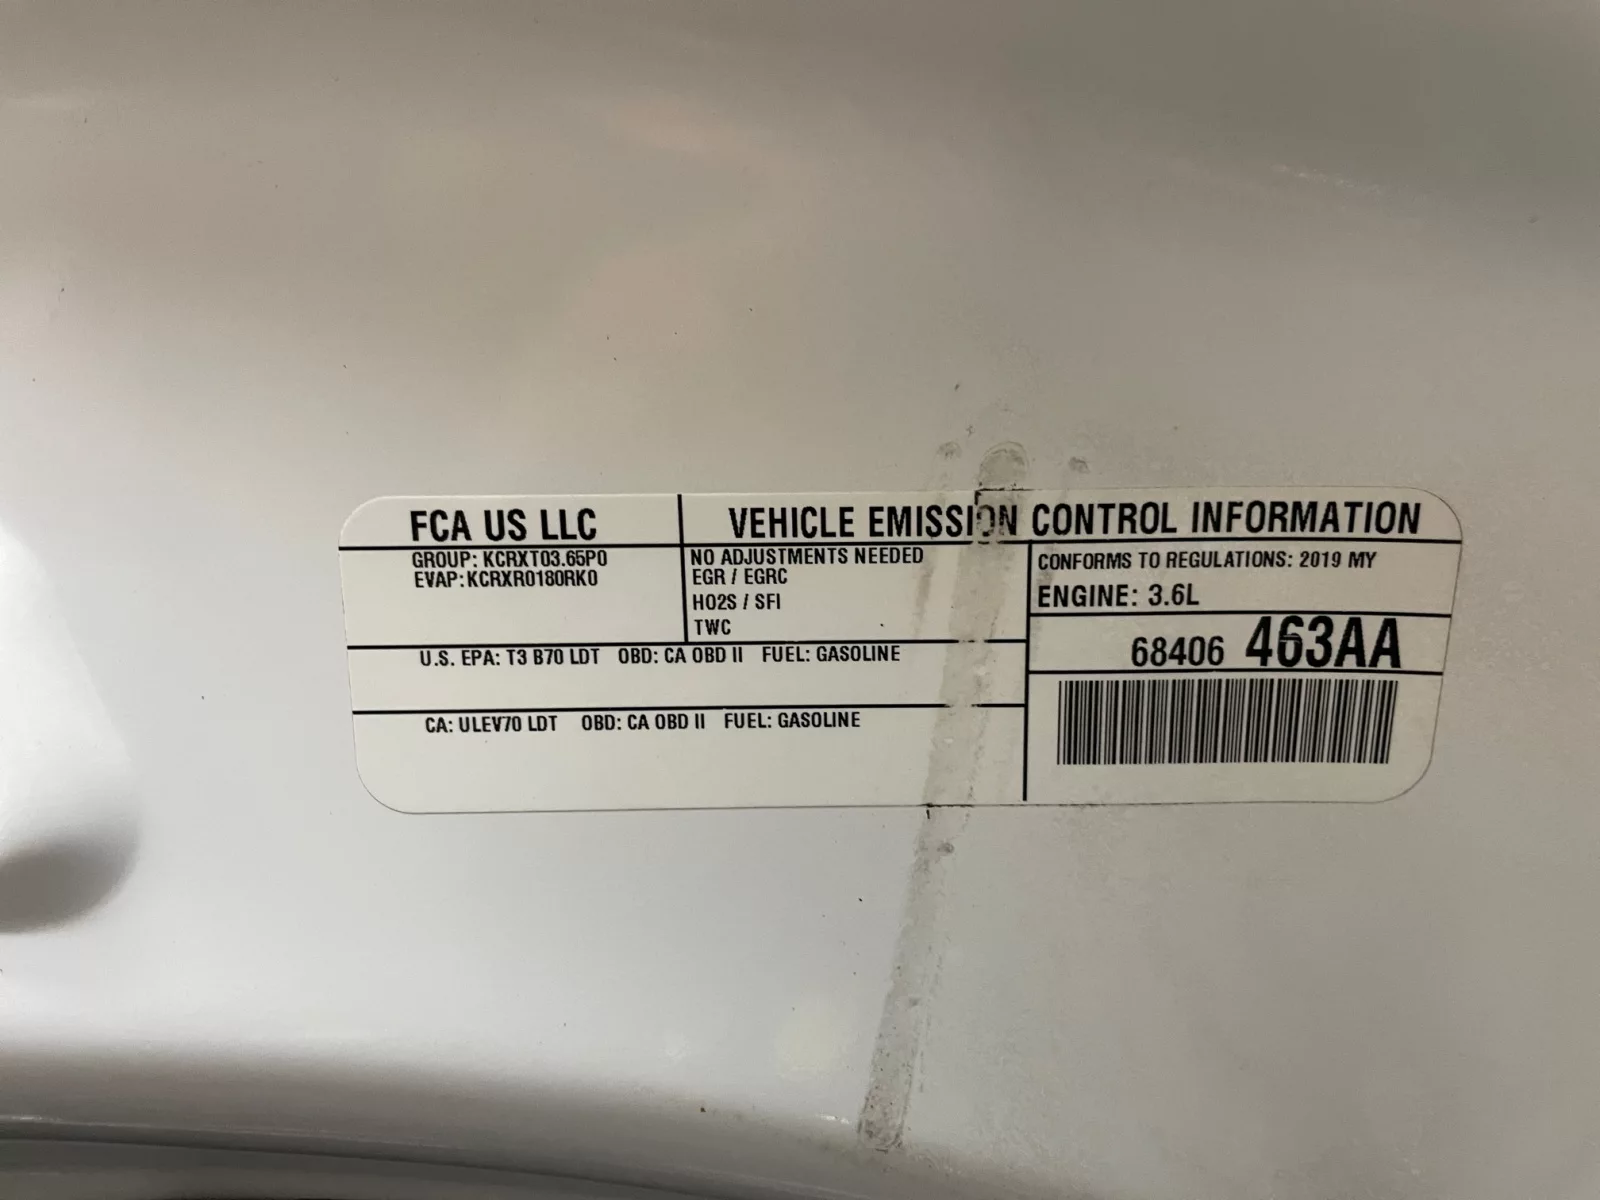 FCA US LLC
VEHICLE EMISSION CONTROL INFORMATION
GROUP: KCRXT03.65P0
EVAP: KCRXR0180RK0
NO ADJUSTMENTS NEEDED
EGR / EGRC
HO2S / SFI
TWC
CONFORMS TO REGULATIONS: 2019 MY
ENGINE: 3.6L
68406 463AA
U.S. EPA: T3 B70 LDT OBD: CA OBD II FUEL: GASOLINE
CA: ULEV70 LDT OBD: CA OBD II FUEL: GASOLINE